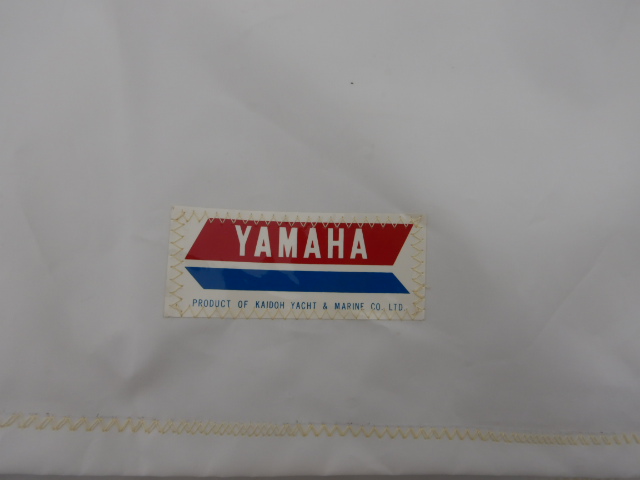 YAMAHA
PRODUCT OF KAIDOH YACHT & MARINE CO., LTD.